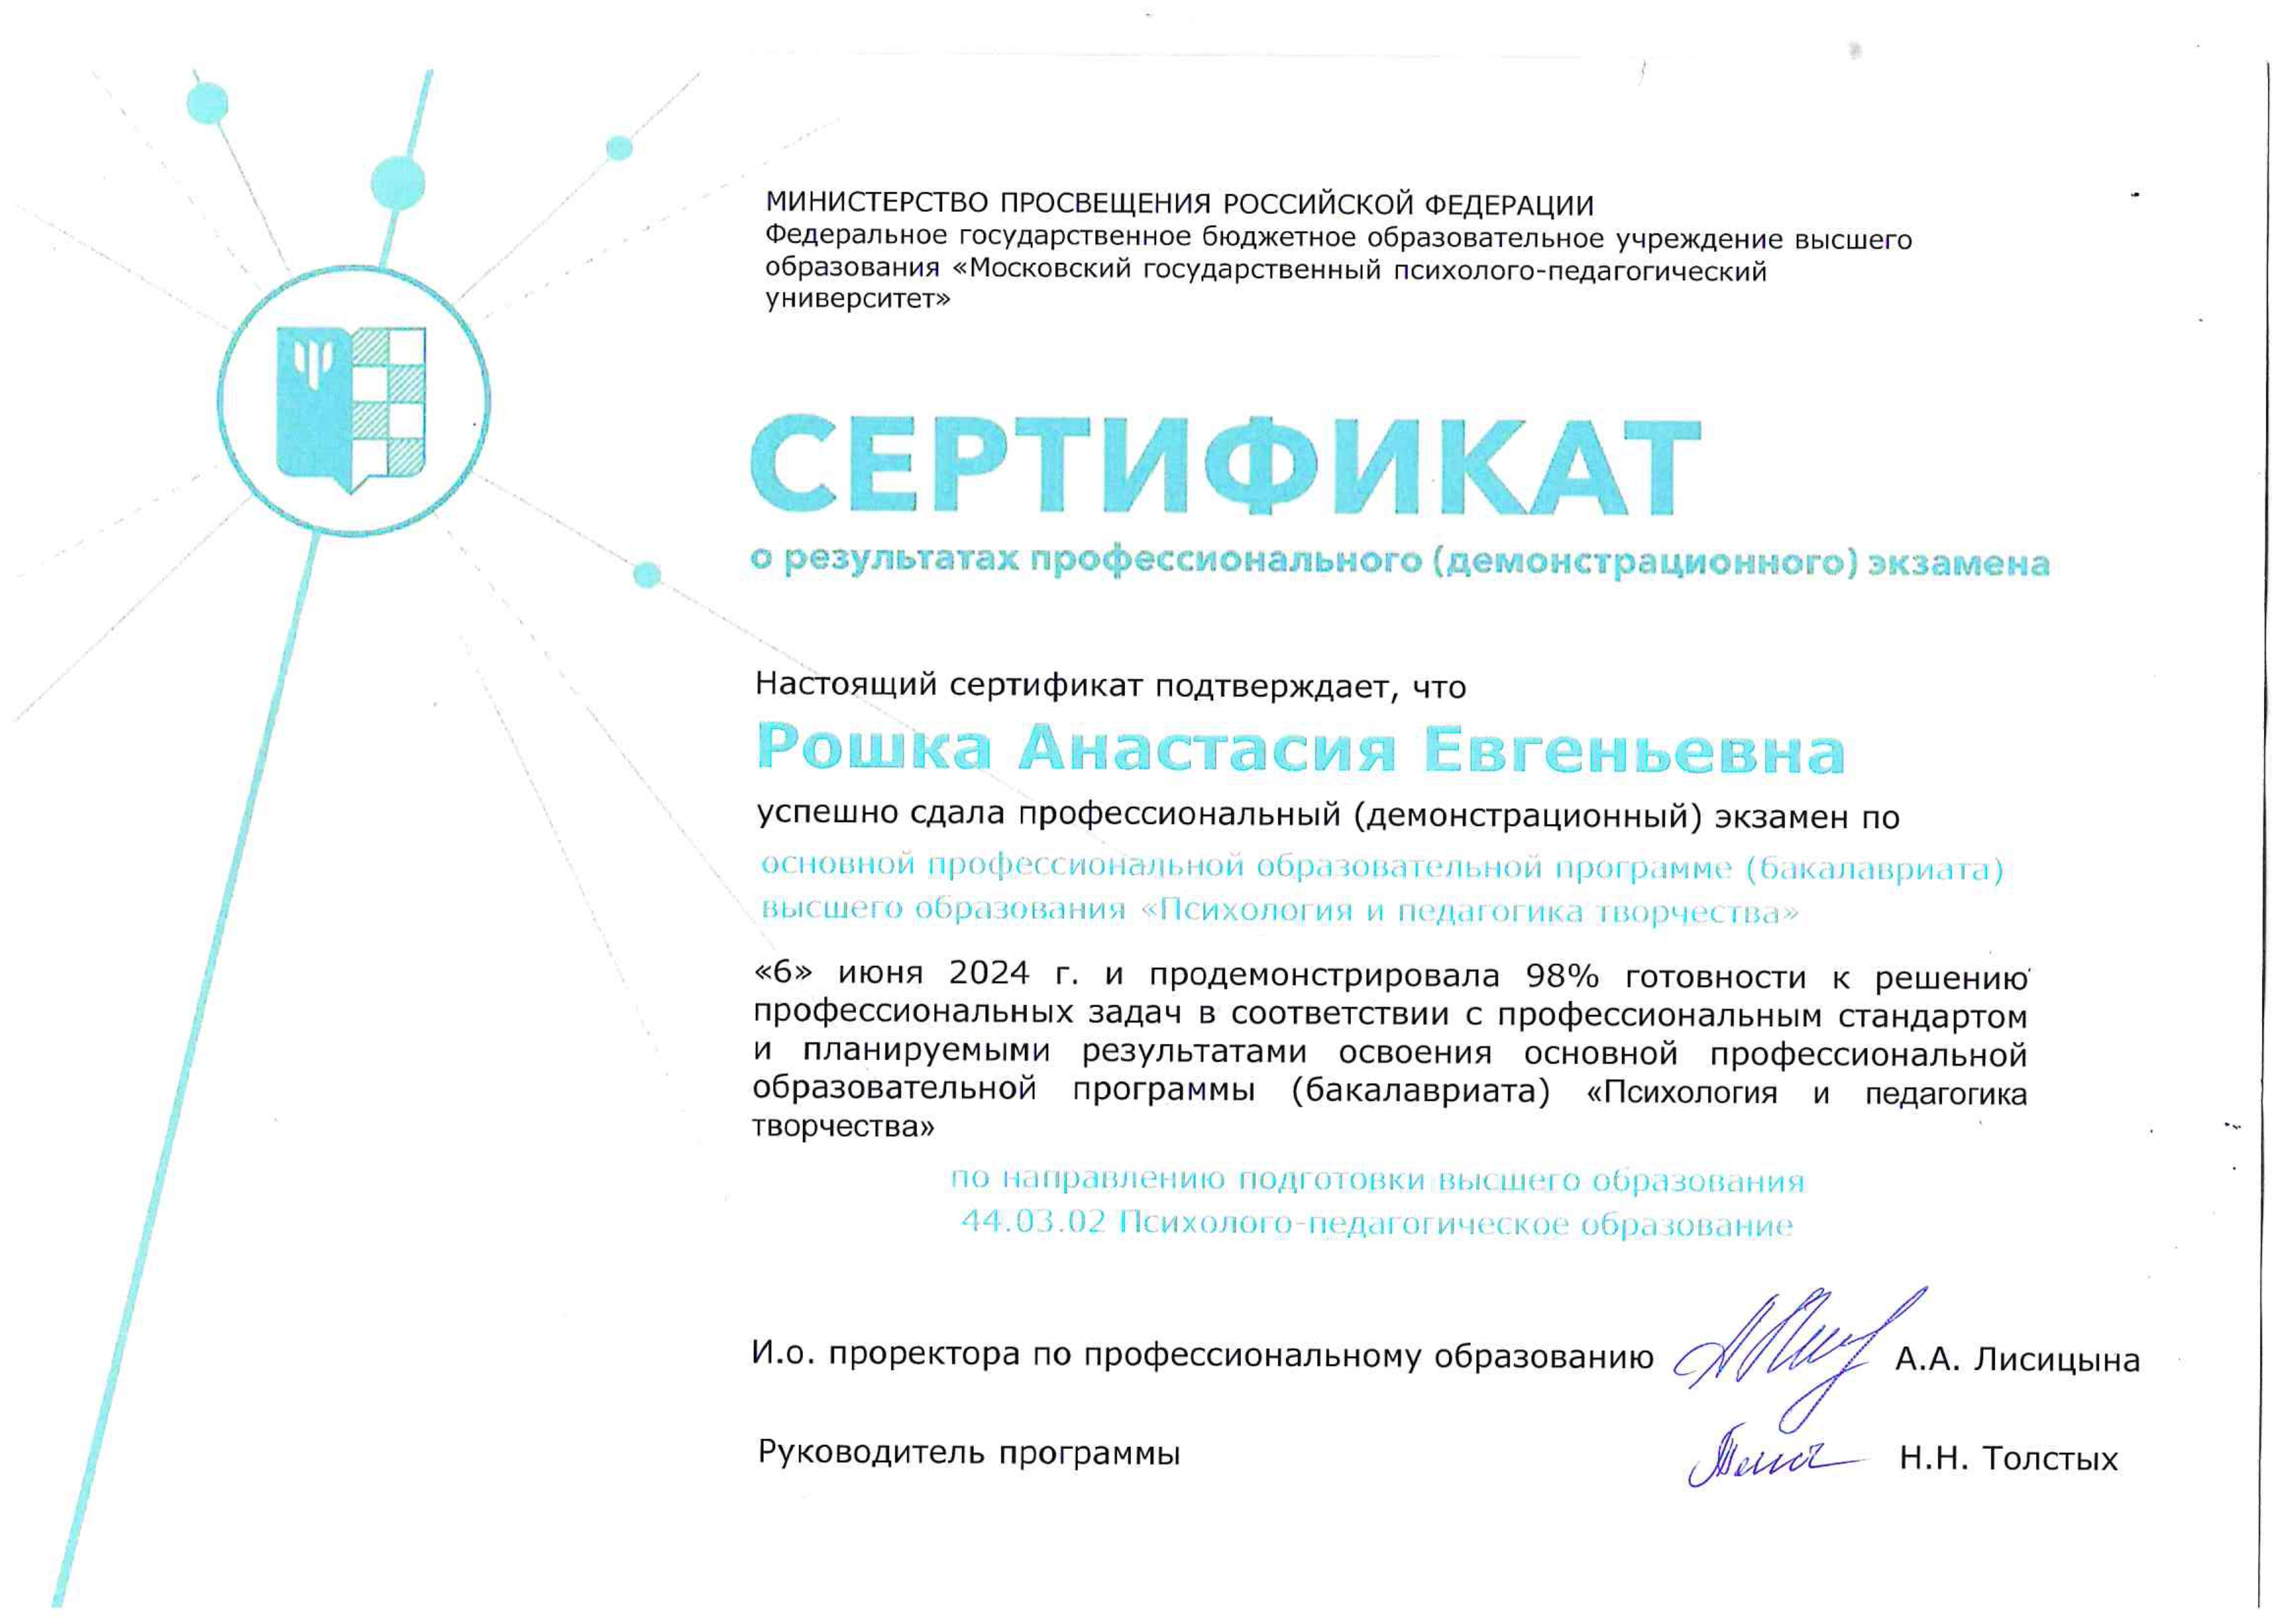 МИНИСТЕРСТВО ПРОСВЕЩЕНИЯ РОССИЙСКОЙ ФЕДЕРАЦИИ
Федеральное государственное бюджетное образовательное учреждение высшего
образования «Московский государственный психолого-педагогический
университет»
СЕРТИФИКАТ
о результатах профессионального (демонстрационного) экзамена
Настоящий сертификат подтверждает, что
Рошка Анастасия Евгеньевна
успешно сдала профессиональный (демонстрационный) экзамен по
основной профессиональной образовательной программе (бакалавриата)
высшего образования «Психология и педагогика творчества»
«6» июня 2024 г. и продемонстрировала 98% готовности к решению
профессиональных задач в соответствии с профессиональным стандартом
и планируемыми результатами освоения основной профессиональной
образовательной программы (бакалавриата) «Психология и педагогика
творчества»
по направлению подготовки высшего образования
44.03.02 Психолого-педагогическое образование
И.о. проректора по профессиональному образованию А.А. Лисицына
Руководитель программы Н.Н. Толстых